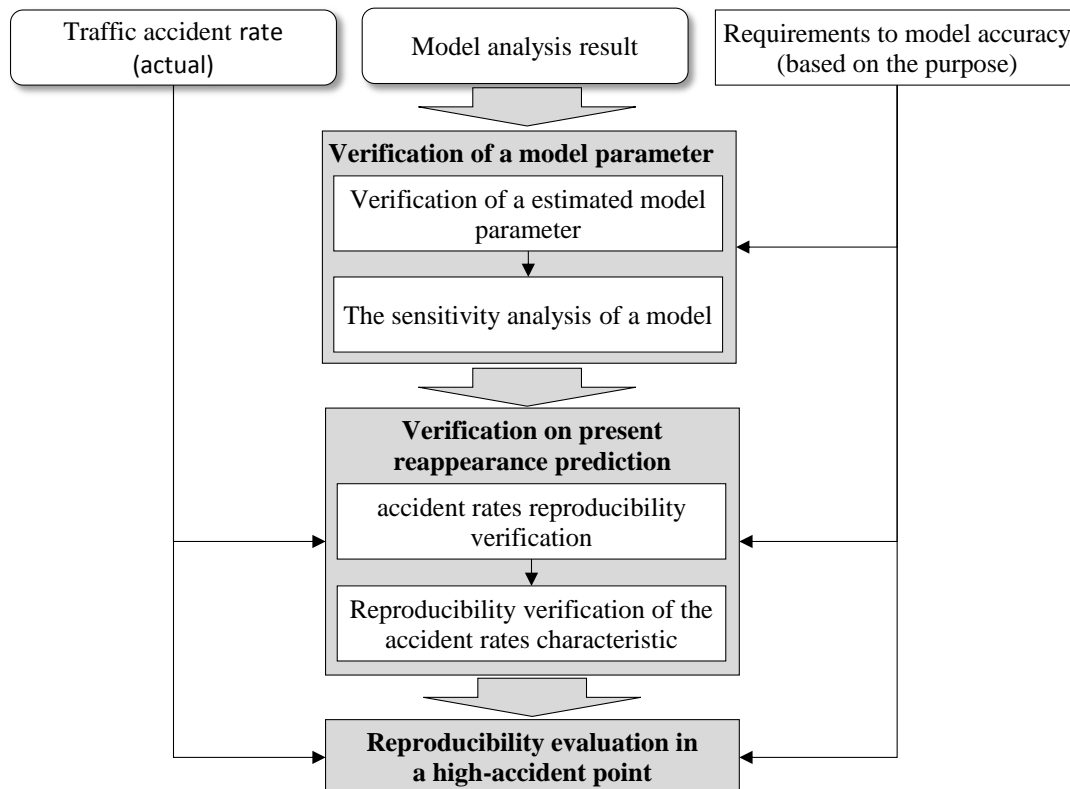 Traffic accident rate
(actual)
Model analysis result
Requirements to model accuracy
(based on the purpose)
Verification of a model parameter
Verification of a estimated model
parameter
The sensitivity analysis of a model
Verification on present
reappearance prediction
accident rates reproducibility
verification
Reproducibility verification of the
accident rates characteristic
Reproducibility evaluation in
a high-accident point